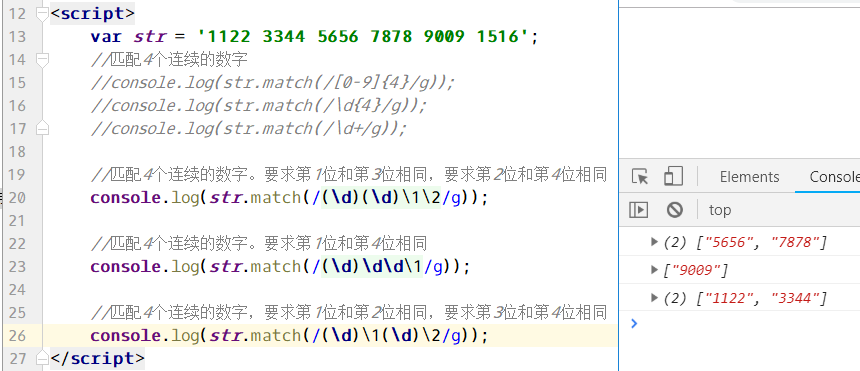 12 <script>
13 var str = '1122 3344 5656 7878 9009 1516';
14 //匹配4个连续的数字
15 //console.log(str.match(/[0-9]{4}/g));
16 //console.log(str.match(/\d{4}/g));
17 //console.log(str.match(/\d+/g));
18
19 //匹配4个连续的数字。要求第1位和第3位相同，要求第2位和第4位相同
20 console.log(str.match(/(\d)(\d)\1\2/g));
21
22 //匹配4个连续的数字。要求第1位和第4位相同
23 console.log(str.match(/(\d)\d\d\1/g));
24
25 //匹配4个连续的数字，要求第1位和第2位相同，要求第3位和第4位相同
26 console.log(str.match(/(\d)\1(\d)\2/g));
27 </script>
Elements Console
top
(2) ["5656", "7878"]
["9009"]
(2) ["1122", "3344"]